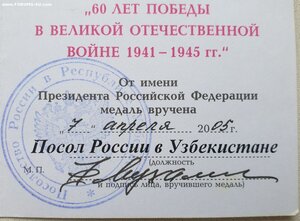 "60 ЛЕТ ПОБЕДЫ
В ВЕЛИКОЙ ОТЕЧЕСТВЕННОЙ
ВОЙНЕ 1941–1945 гг."
От имени
Президента Российской Федерации
медаль вручена
"7" апреля 2005 г.
Посол России в Узбекистане
(должность
М.П.
и подпись лица, вручившего медаль)